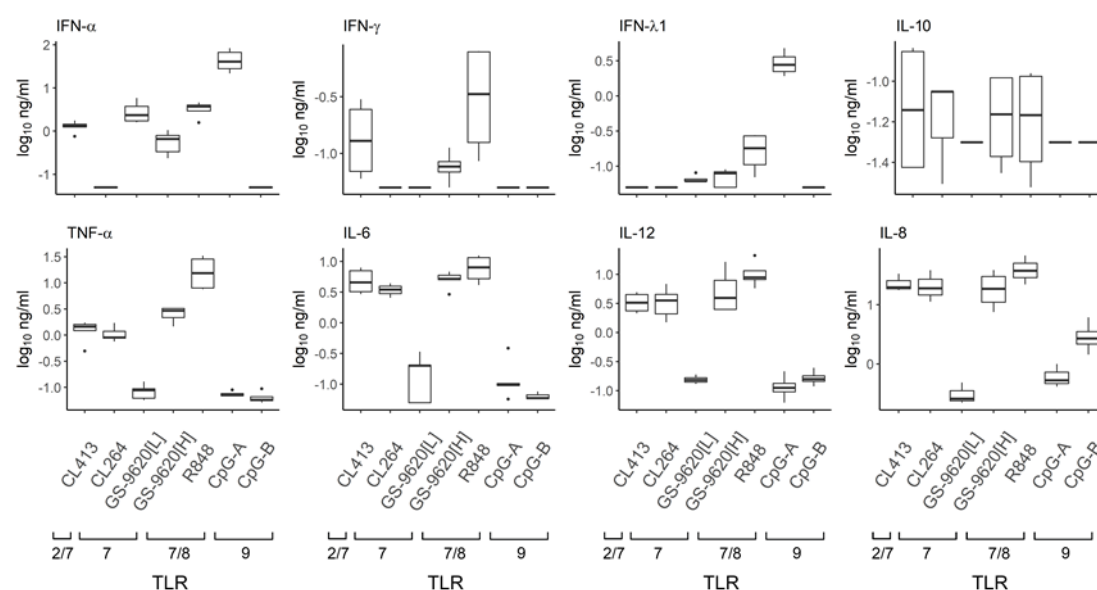 IFN-α
log10 ng/ml
2
1
0
-1
IFN-γ
log10 ng/ml
-0.5
-1.0
IFN-λ1
log10 ng/ml
0.5
0.0
-0.5
-1.0
IL-10
log10 ng/ml
-1.0
-1.2
-1.4
TNF-α
log10 ng/ml
1.5
1.0
0.5
0.0
-1.0
IL-6
log10 ng/ml
1.0
0.5
0.0
-0.5
-1.0
IL-12
log10 ng/ml
1.0
0.5
0.0
-0.5
-1.0
IL-8
log10 ng/ml
1
0
CL413
CL264
GS-9620[L]
GS-9620[H]
R848
CpG-A
CpG-B
CL413
CL264
GS-9620[L]
GS-9620[H]
R848
CpG-A
CpG-B
CL413
CL264
GS-9620[L]
GS-9620[H]
R848
CpG-A
CpG-B
CL413
CL264
GS-9620[L]
GS-9620[H]
R848
CpG-A
CpG-B
2/7 7 7/8 9
2/7 7 7/8 9
2/7 7 7/8 9
2/7 7 7/8 9
TLR TLR TLR TLR